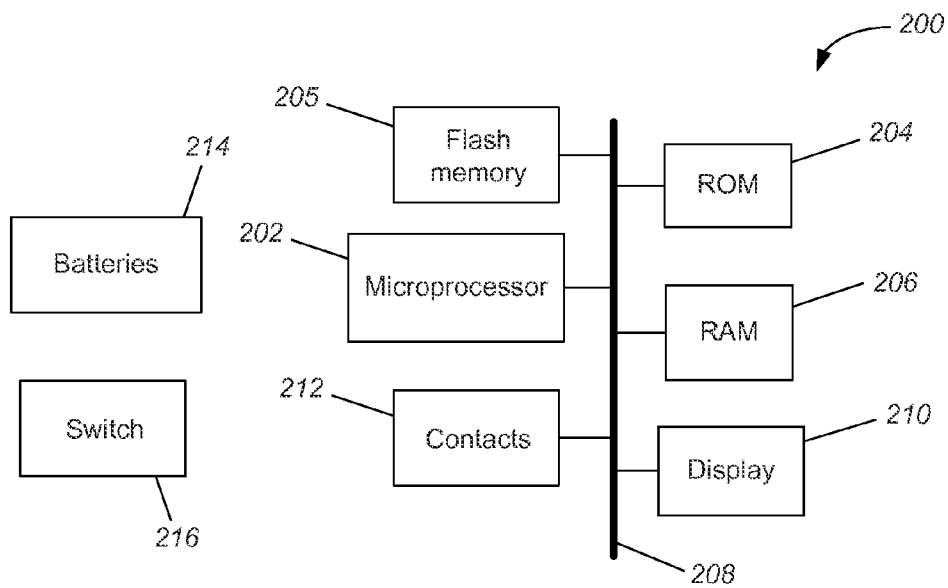 200
205
Flash
memory
204
ROM
214
Batteries
202
Microprocessor
206
RAM
212
Contacts
Switch
216
210
Display
208